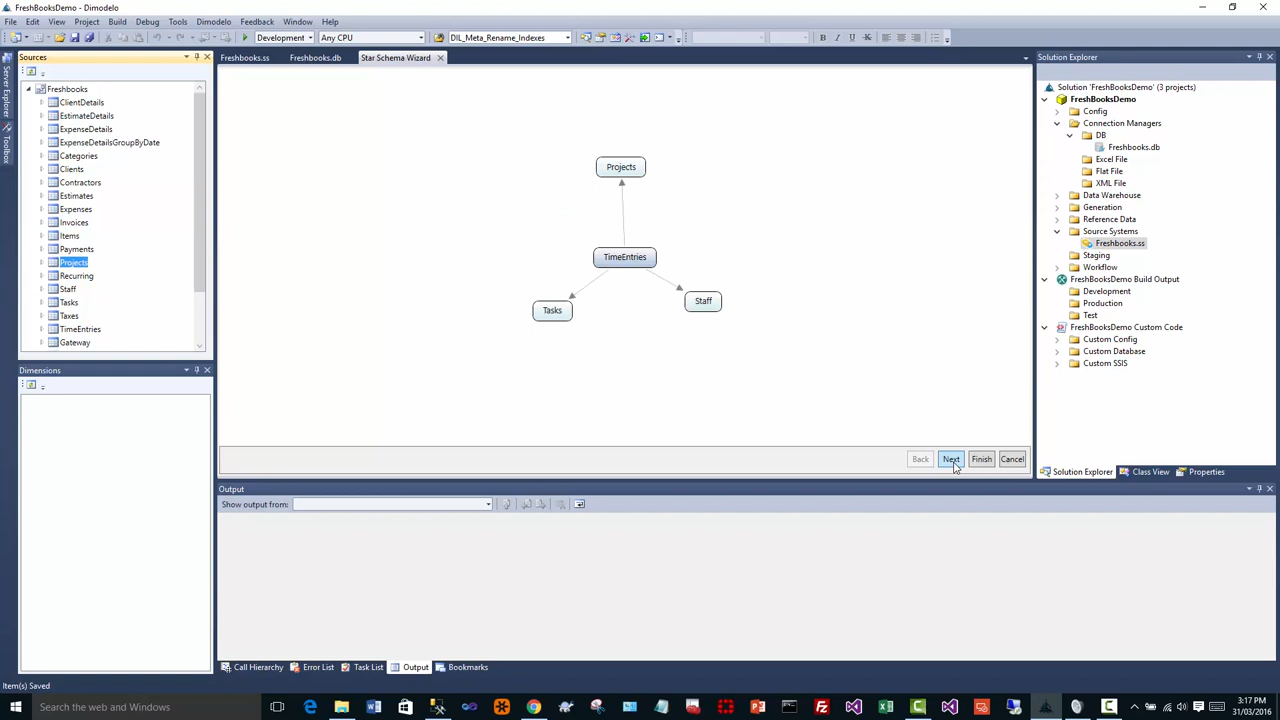 FreshBooksDemo - Dimodelo
File Edit View Project Build Debug Tools Dimodelo Feedback Window Help
Development Any CPU DIL_Meta_Rename_Indexes
Server Explorer
Toolbox
Sources
Freshbooks
ClientDetails
EstimateDetails
ExpenseDetails
ExpenseDetailsGroupByDate
Categories
Clients
Contractors
Estimates
Expenses
Invoices
Items
Payments
Projects
Recurring
Staff
Tasks
Taxes
TimeEntries
Gateway
Dimensions
Freshbooks.ss Freshbooks.db Star Schema Wizard
Projects
TimeEntries
Tasks
Staff
Back Next Finish Cancel
Output
Show output from:
Call Hierarchy Error List Task List Output Bookmarks
Solution Explorer
Solution 'FreshBooksDemo' (3 projects)
FreshBooksDemo
Config
Connection Managers
DB
Freshbooks.db
Excel File
Flat File
XML File
Data Warehouse
Generation
Reference Data
Source Systems
Freshbooks.ss
Staging
Workflow
FreshBooksDemo Build Output
Development
Production
Test
FreshBooksDemo Custom Code
Custom Config
Custom Database
Custom SSIS
Solution Explorer Class View Properties
Item(s) Saved
Search the web and Windows
3:17 PM
31/03/2016